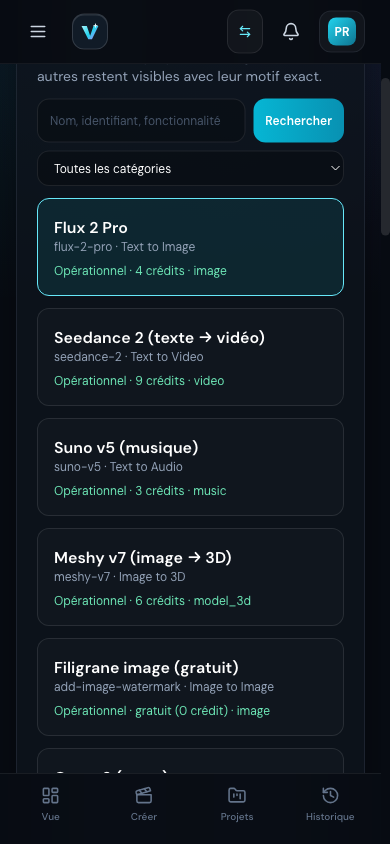 PR
autres restent visibles avec leur motif exact.
Nom, identifiant, fonctionnalité
Rechercher
Toutes les catégories
Flux 2 Pro
flux-2-pro · Text to Image
Opérationnel · 4 crédits · image
Seedance 2 (texte → vidéo)
seedance-2 · Text to Video
Opérationnel · 9 crédits · video
Suno v5 (musique)
suno-v5 · Text to Audio
Opérationnel · 3 crédits · music
Meshy v7 (image → 3D)
meshy-v7 · Image to 3D
Opérationnel · 6 crédits · model_3d
Filigrane image (gratuit)
add-image-watermark · Image to Image
Opérationnel · gratuit (0 crédit) · image
Vue
Créer
Projets
Historique